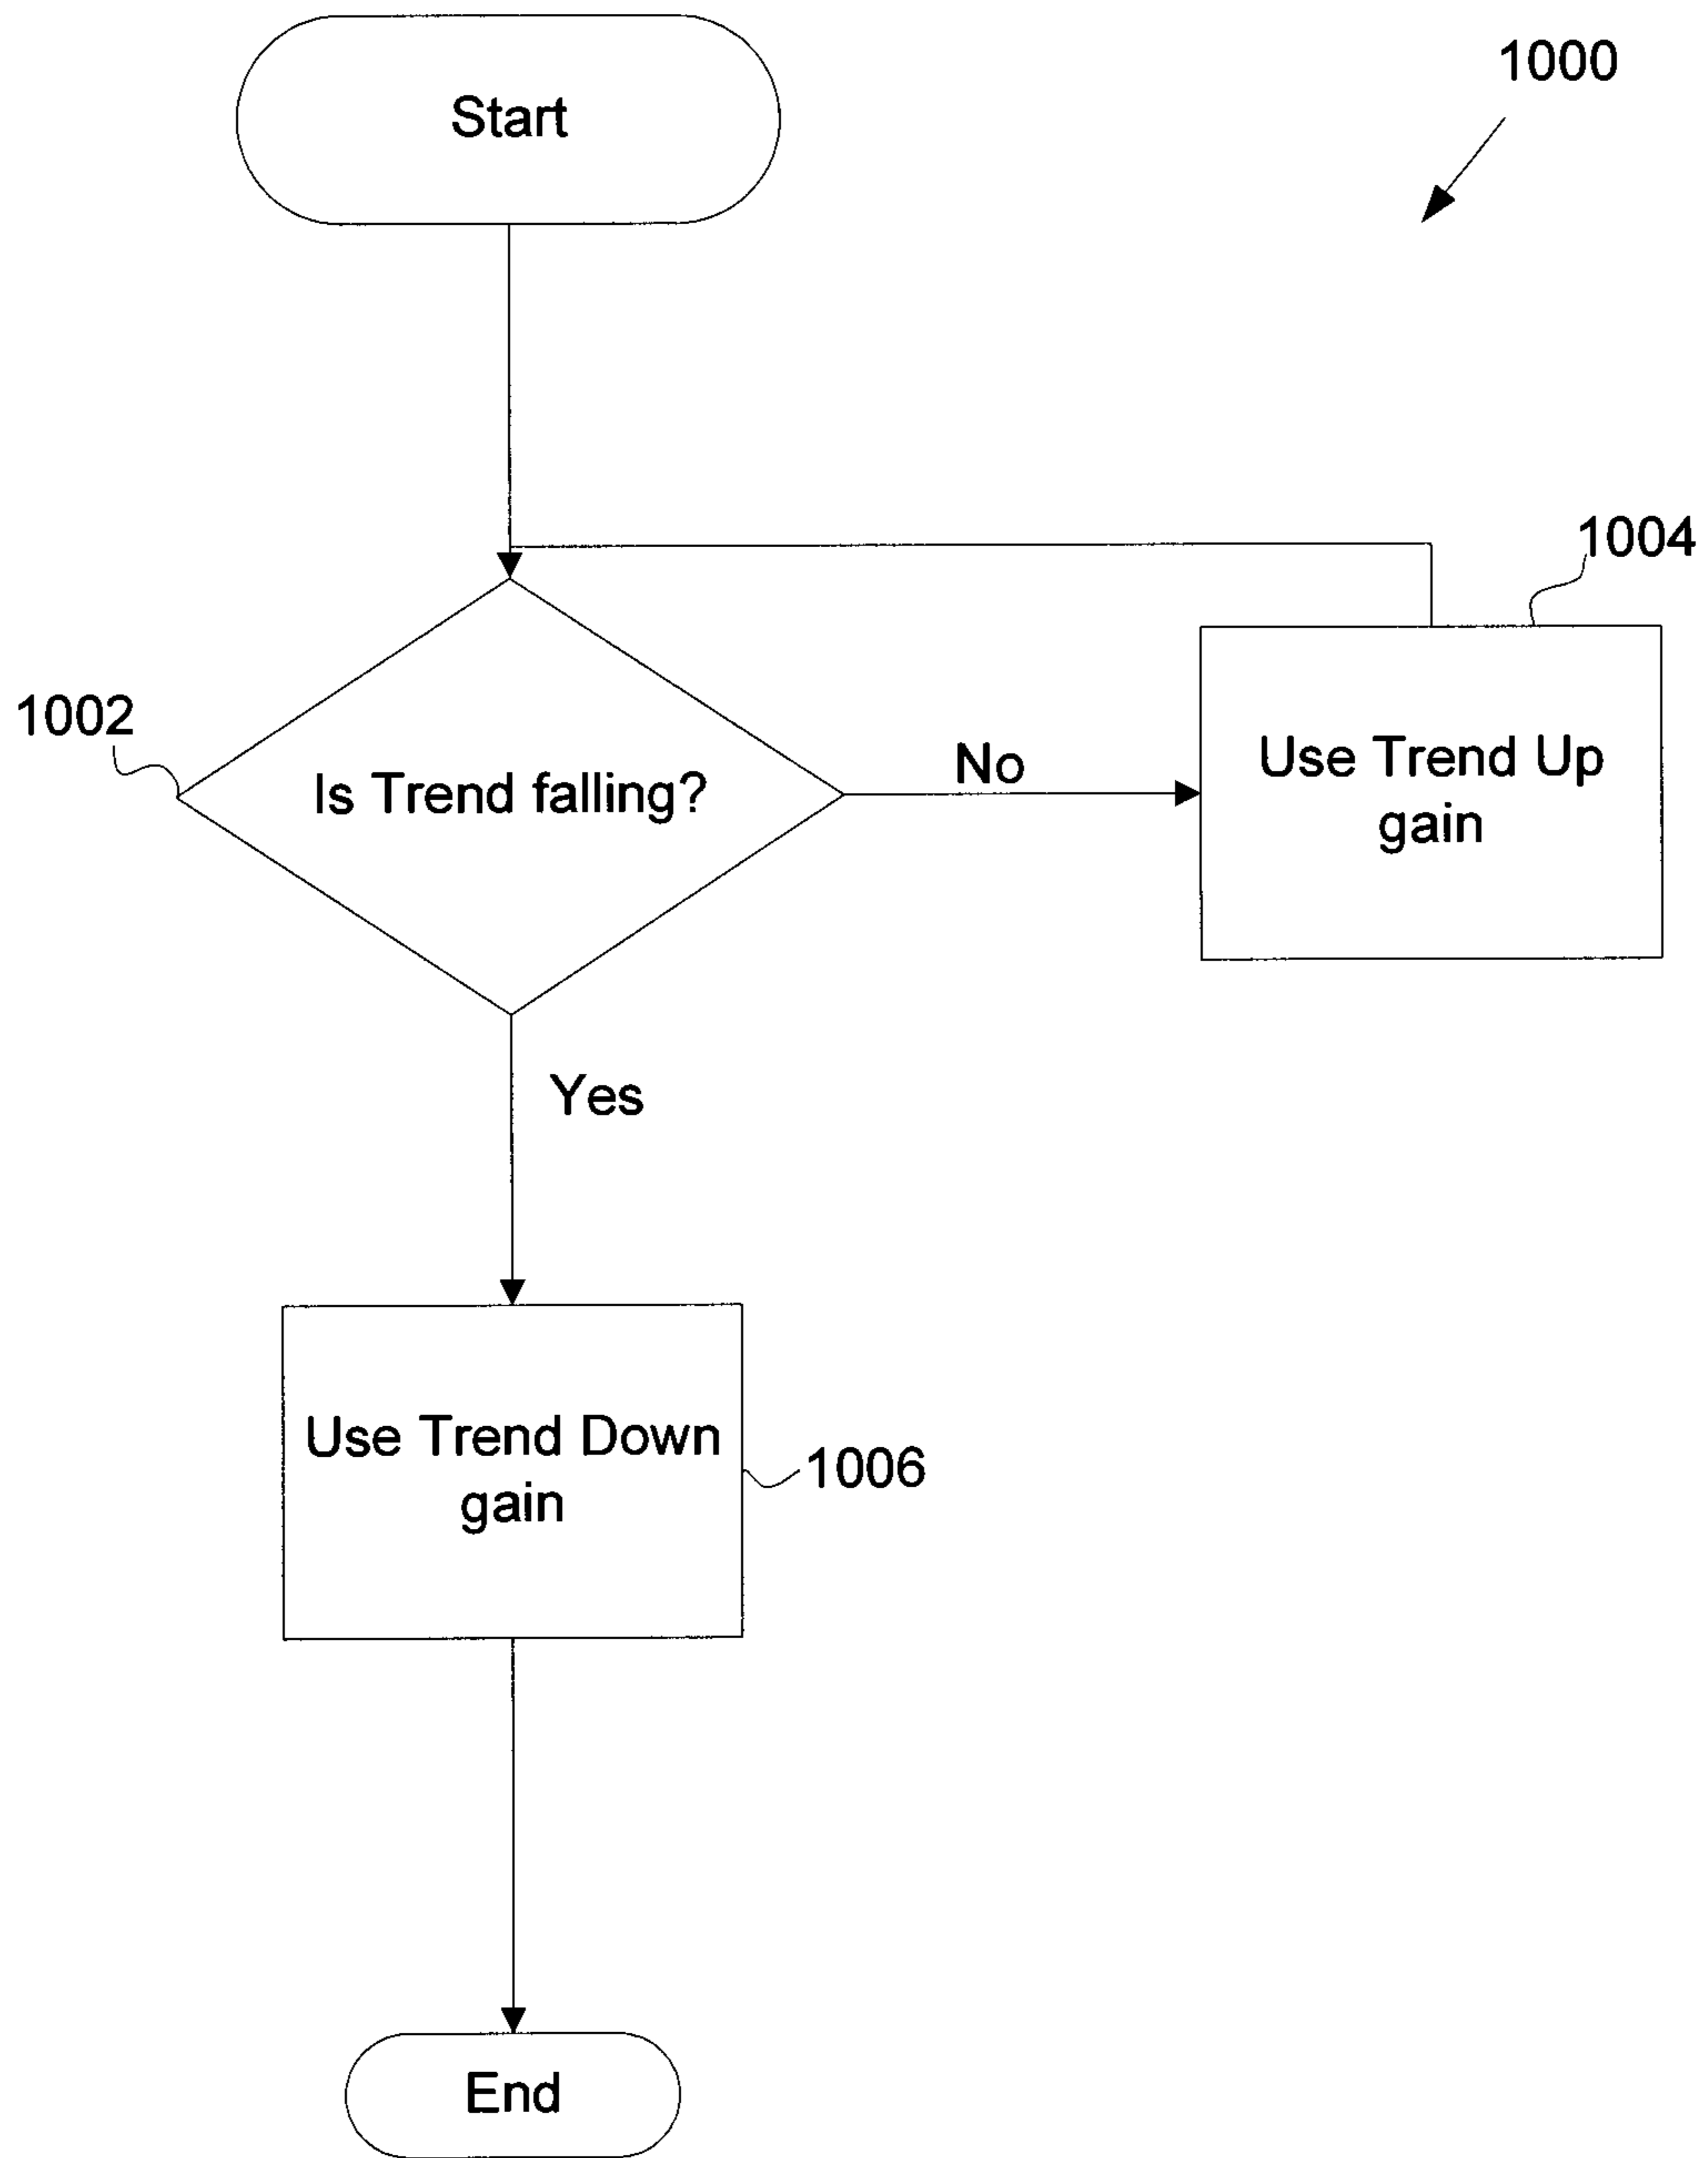 Start
1000
1004
1002
Is Trend falling?
No
Use Trend Up
gain
Yes
Use Trend Down
gain
1006
End